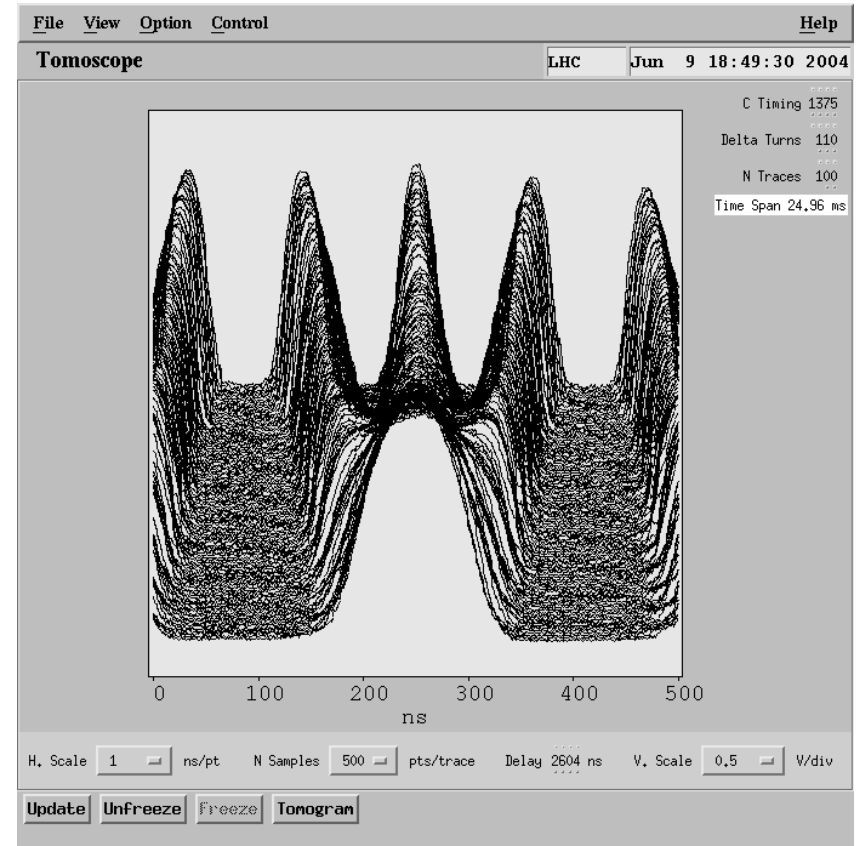 File View Option Control Help
Tomoscope LHC Jun 9 18:49:30 2004
C Timing 1375
Delta Turns 110
N Traces 100
Time Span 24.96 ms
0 100 200 300 400 500
ns
H. Scale 1 ns/pt N Samples 500 pts/trace Delay 2604 ns V. Scale 0.5 V/div
Update Unfreeze Freeze Tomogram